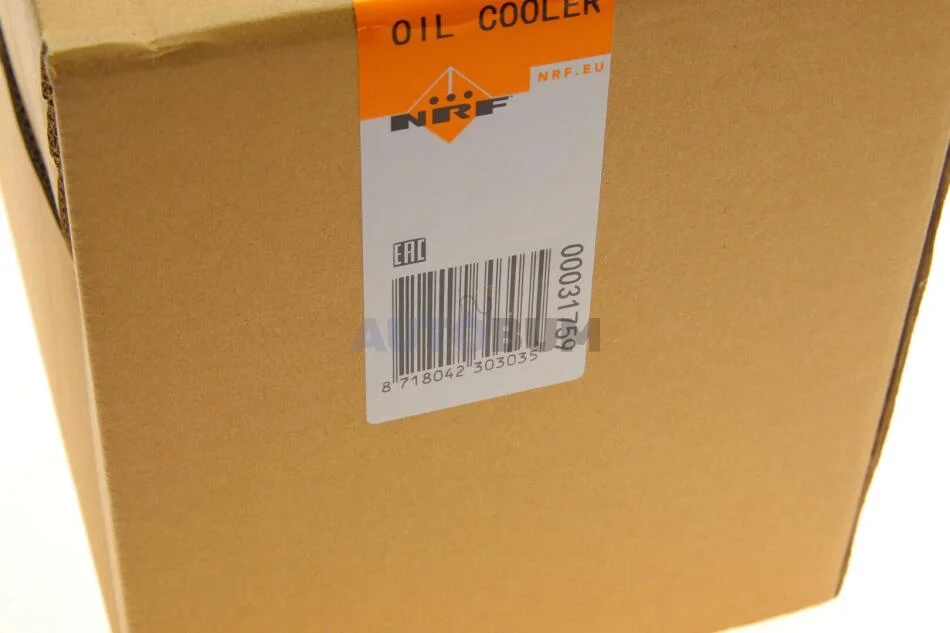 OIL COOLER
NRF.EU
NRF
EAC
00031759
AUTOBUM
8 718042 303035